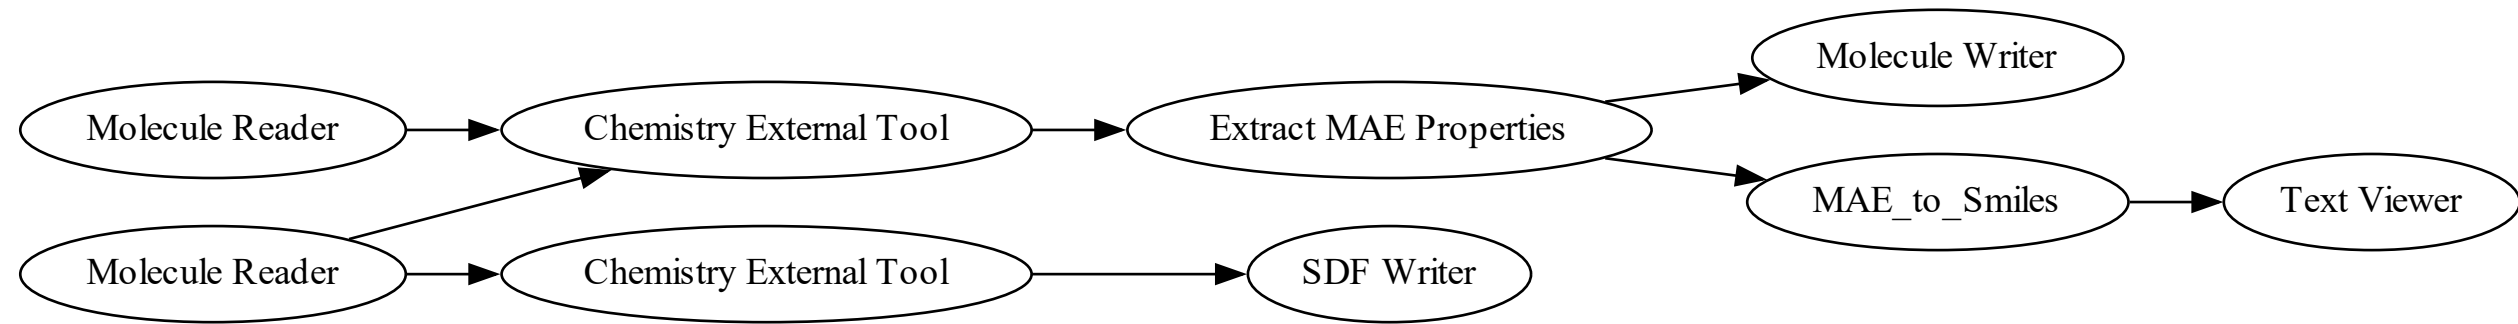 Molecule Writer
Molecule Reader
Chemistry External Tool
Extract MAE Properties
MAE_to_Smiles
Text Viewer
Molecule Reader
Chemistry External Tool
SDF Writer